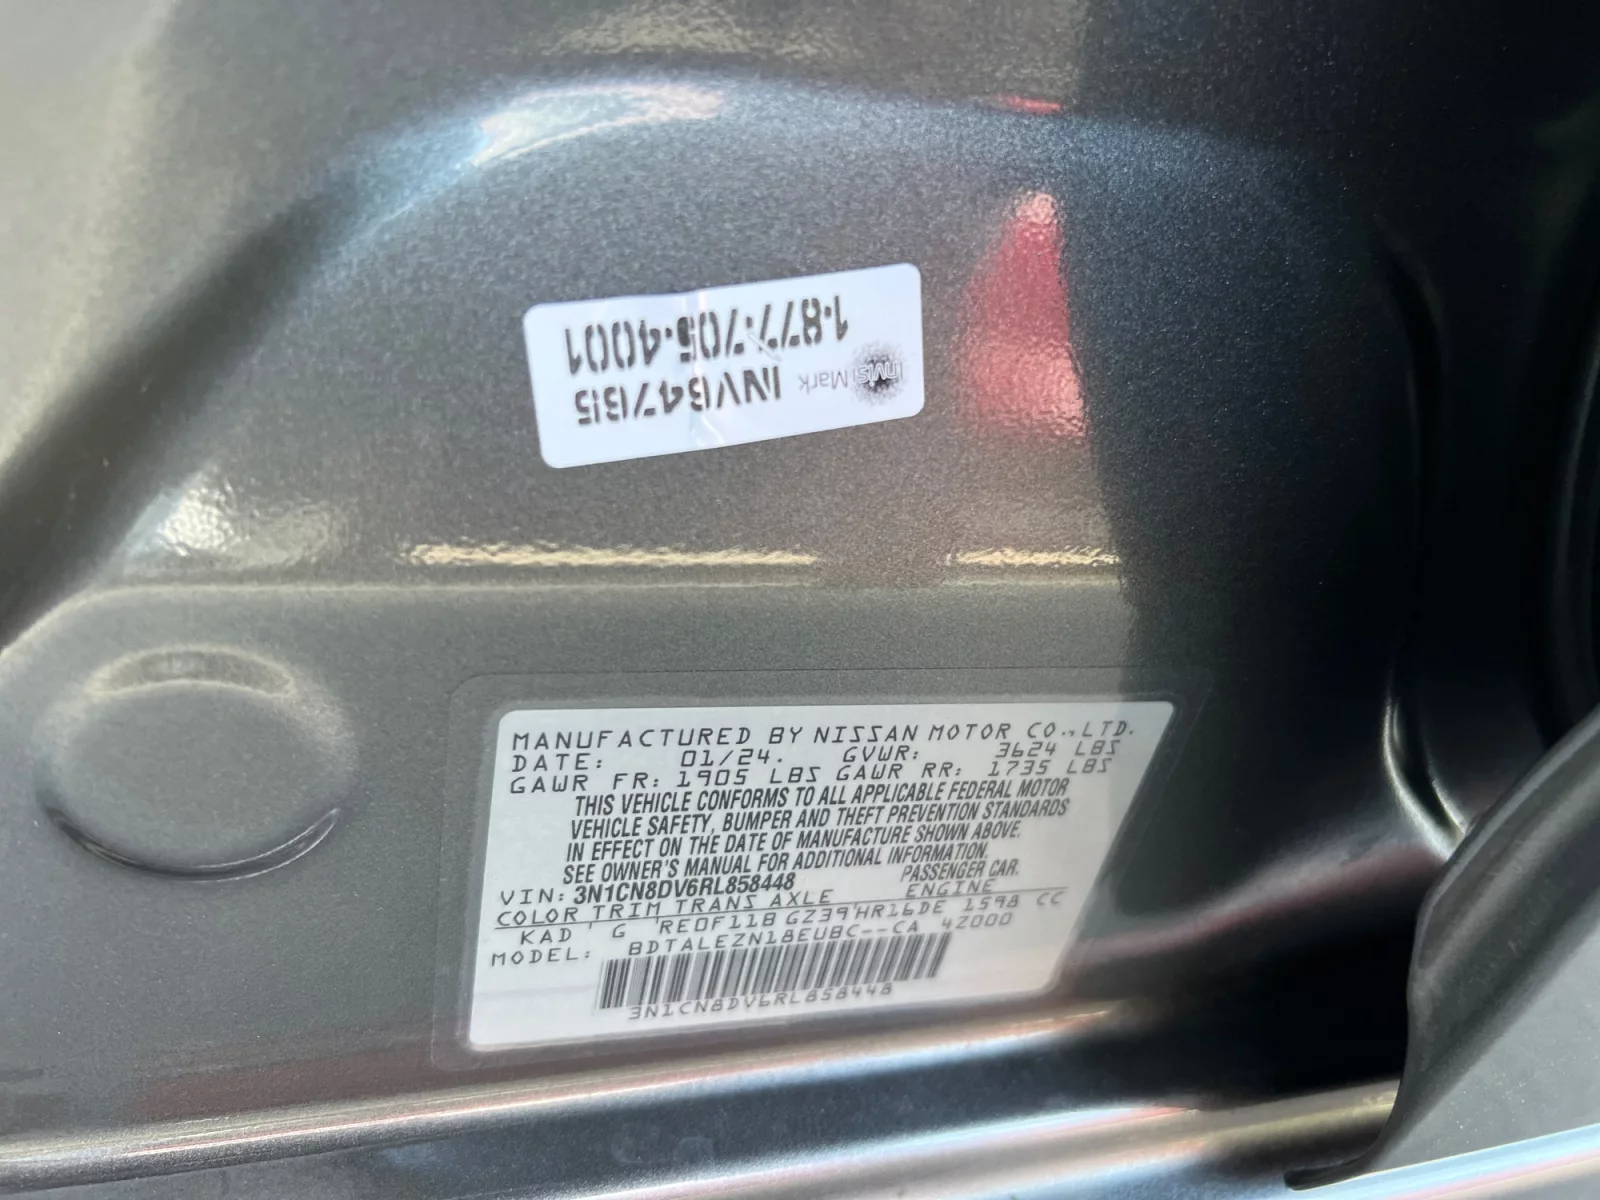 InvisiMark
1·877·705·4001
MANUFACTURED BY NISSAN MOTOR CO.,LTD.
DATE: 01/24. GVWR: 3624 LBS
GAWR FR: 1905 LBS GAWR RR: 1735 LBS
THIS VEHICLE CONFORMS TO ALL APPLICABLE FEDERAL MOTOR
VEHICLE SAFETY, BUMPER AND THEFT PREVENTION STANDARDS
IN EFFECT ON THE DATE OF MANUFACTURE SHOWN ABOVE.
SEE OWNER'S MANUAL FOR ADDITIONAL INFORMATION.
VIN: 3N1CN8DV6RL858448 PASSENGER CAR.
COLOR TRIM TRANS AXLE ENGINE
KAD G RE0F11B GZ39 HR16DE 1598 CC
MODEL: BDTALEZN18EUBC--CA 42000
3N1CN8DV6RL858448